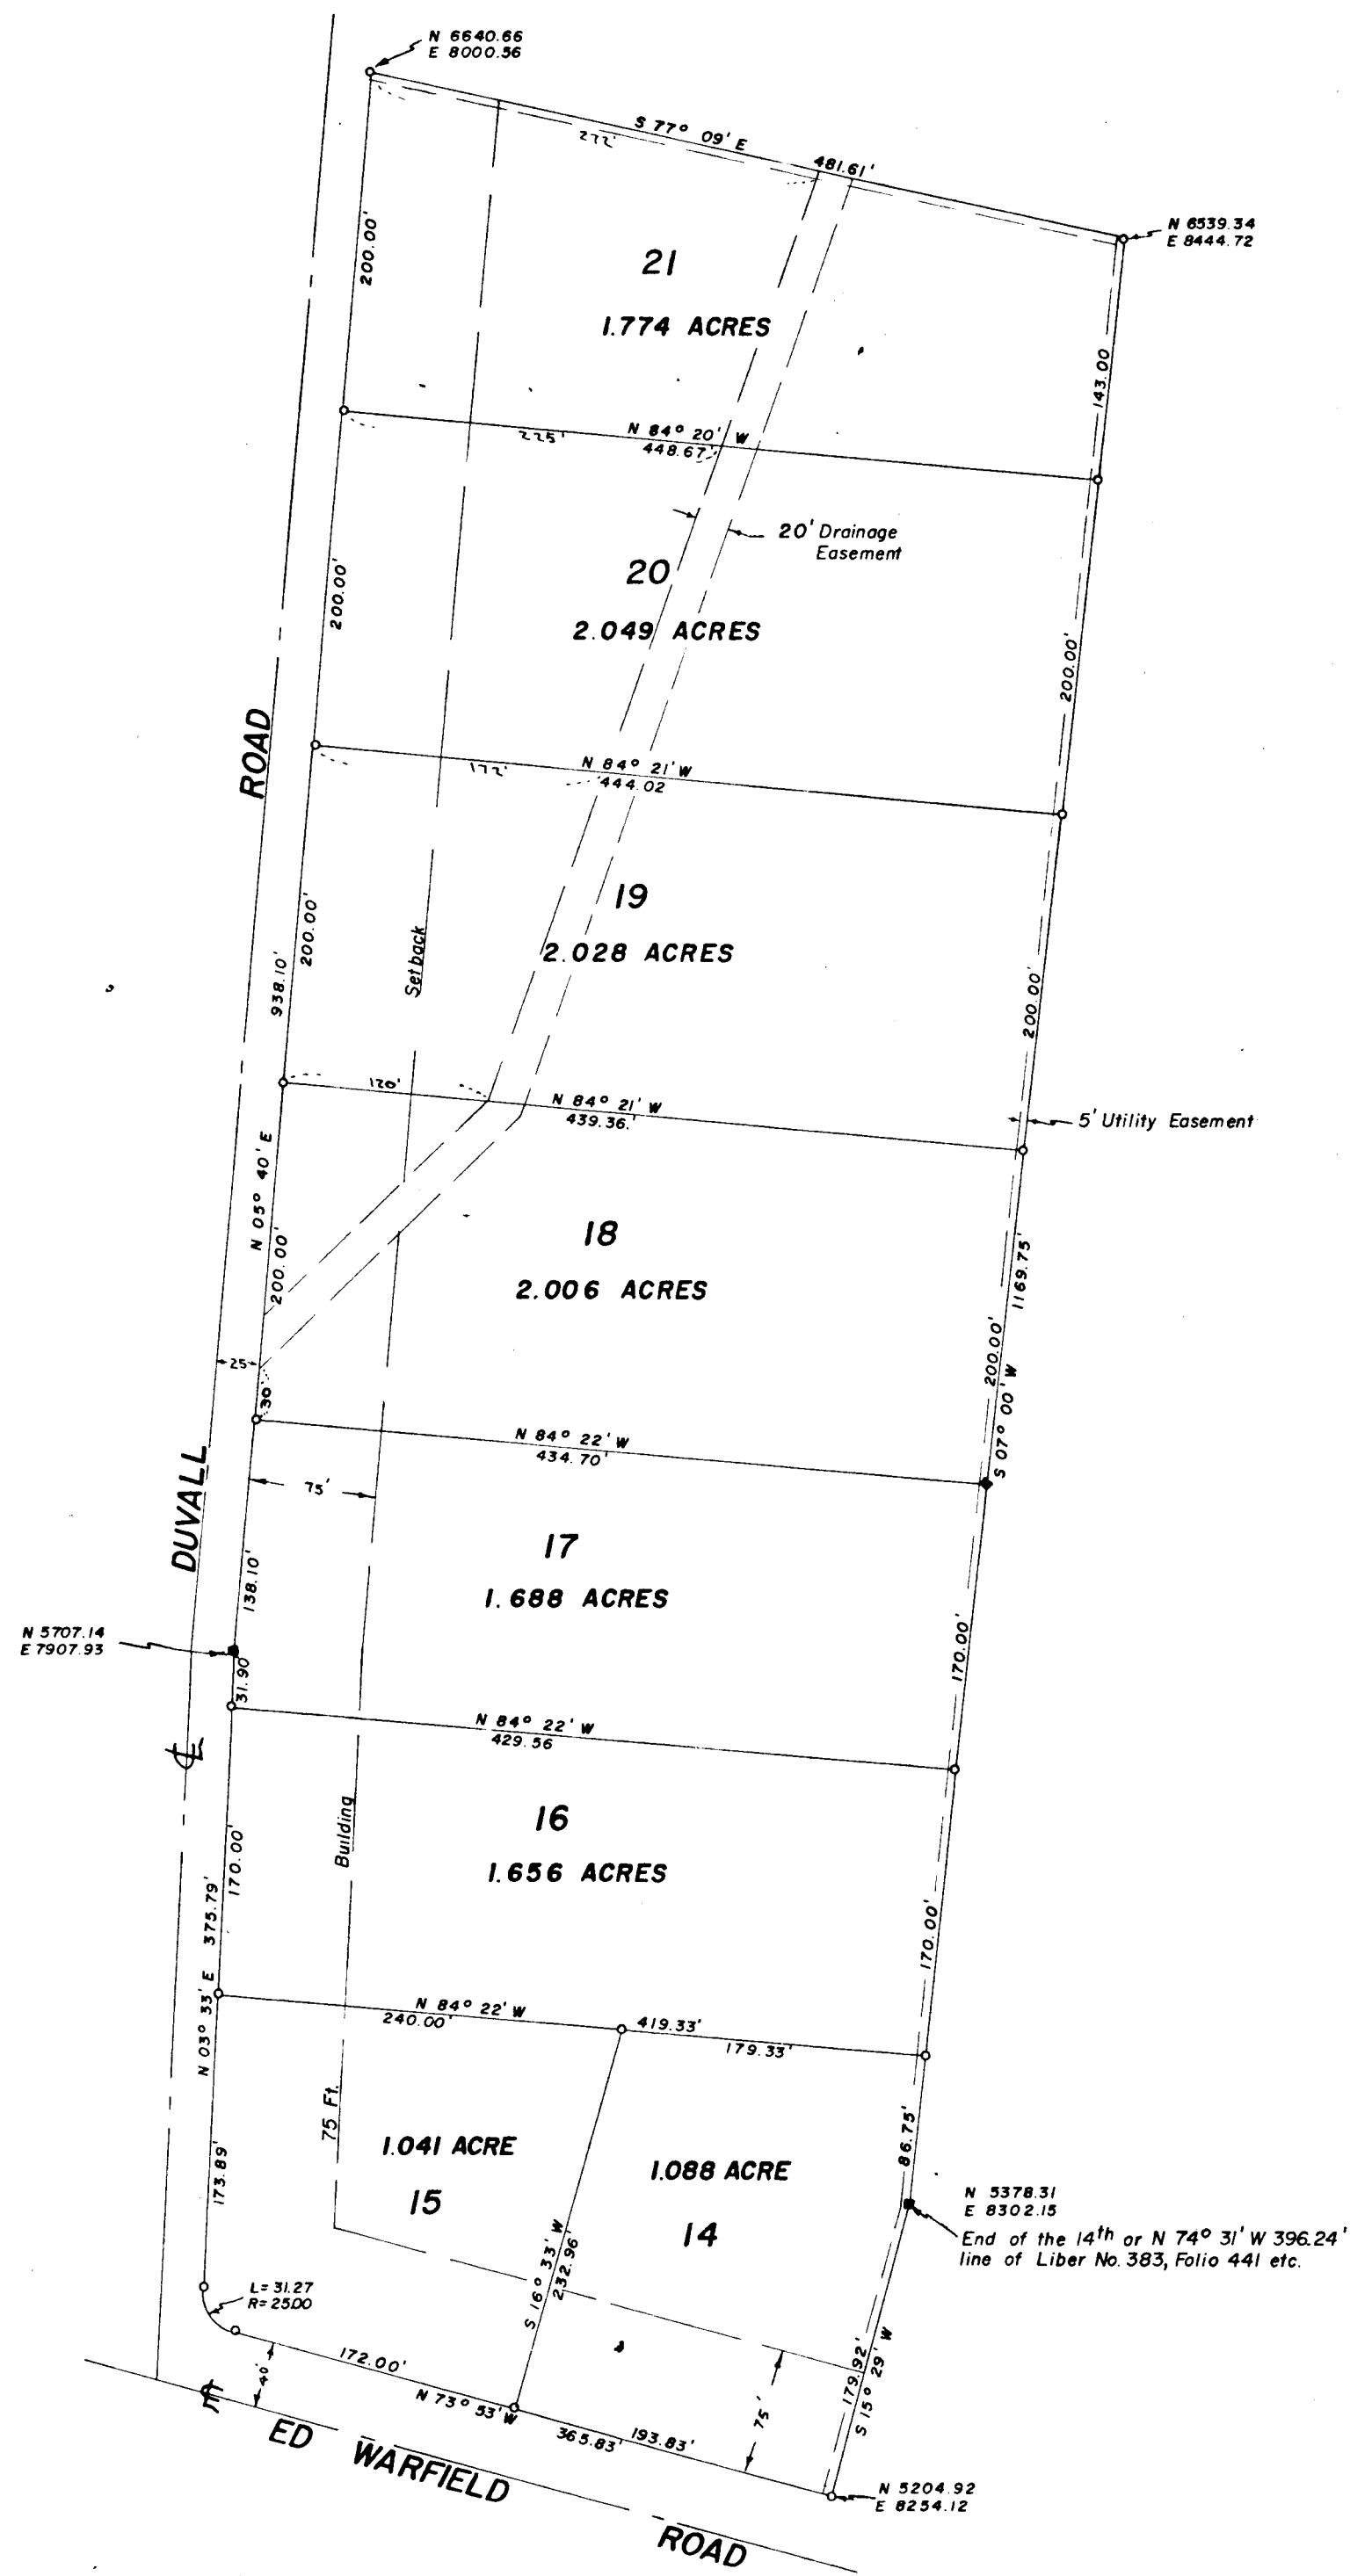 N 6640.66
E 8000.56
S 77° 09' E
272'
481.61'
N 6539.34
E 8444.72
200.00'
21
1.774 ACRES
143.00
N 84° 20' W
225'
448.67'
20' Drainage
Easement
20
2.049 ACRES
200.00'
200.00'
ROAD
N 84° 21' W
172'
444.02
19
2.028 ACRES
200.00'
938.10'
Setback
200.00'
120'
N 84° 21' W
439.36.'
5' Utility Easement
N 05° 40' E
200.00'
18
2.006 ACRES
1169.75'
200.00'
S 07° 00' W
25
30'
N 84° 22' W
434.70'
75'
DUVALL
17
1.688 ACRES
138.10'
N 5707.14
E 7907.93
31.90
170.00'
N 84° 22' W
429.56
16
1.656 ACRES
Building
170.00'
N 03° 33' E 375.79'
170.00'
N 84° 22' W
240.00'
419.33'
179.33'
75 Ft.
1.041 ACRE
15
1.088 ACRE
14
86.75'
173.89'
N 5378.31
E 8302.15
End of the 14th or N 74° 31' W 396.24'
line of Liber No. 383, Folio 441 etc.
S 16° 33' W
232.96'
L= 31.27
R= 25.00
172.00'
40'
N 73° 53' W
365.83'
193.83'
75'
179.92'
S 15° 29' W
N 5204.92
E 8254.12
ED WARFIELD ROAD